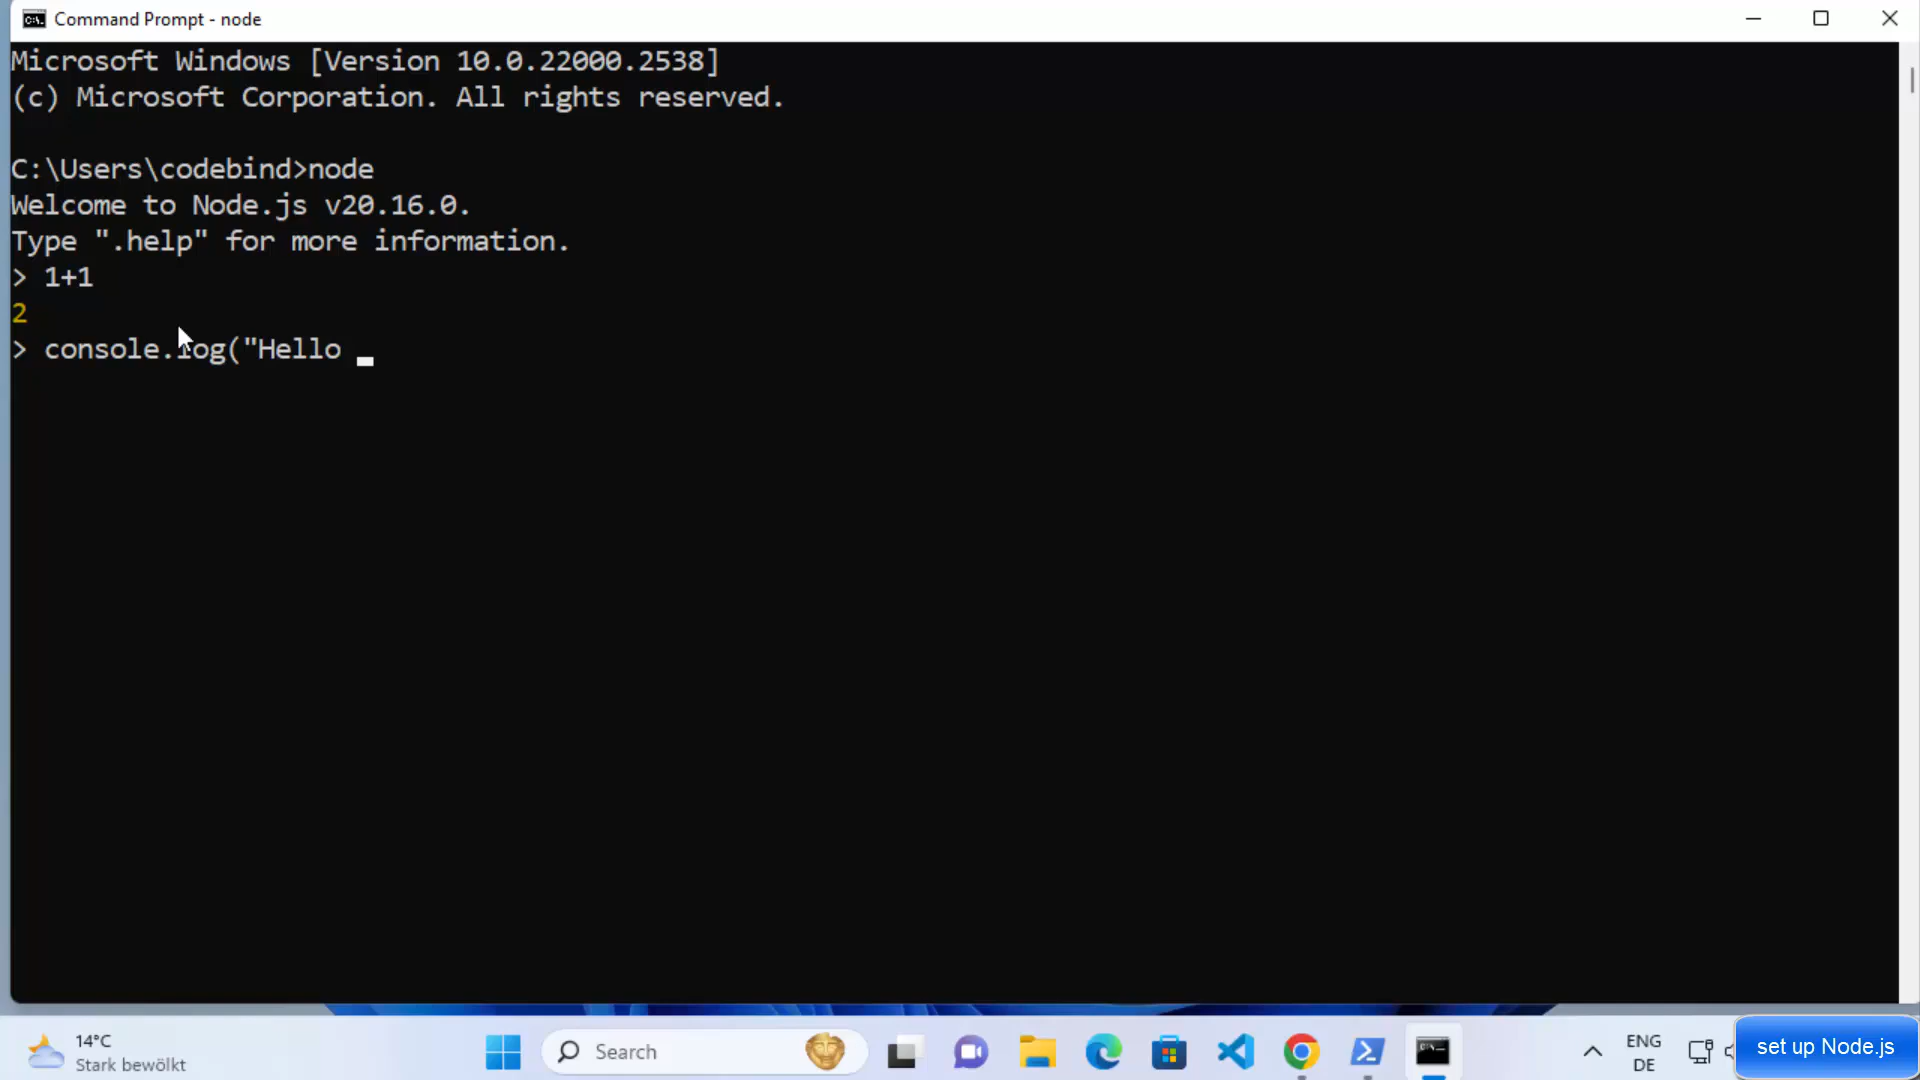 Command Prompt - node
Microsoft Windows [Version 10.0.22000.2538]
(c) Microsoft Corporation. All rights reserved.
C:\Users\codebind>node
Welcome to Node.js v20.16.0.
Type ".help" for more information.
> 1+1
2
> console.log("Hello _
14°C
Stark bewölkt
Search
ENG
DE
set up Node.js